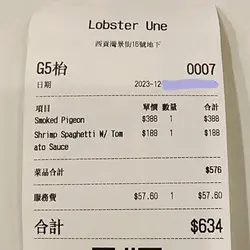 Lobster Une
西貢灣景街16號地下
G5枱 0007
日期 2023-12
項目 單價 數量 合計
Smoked Pigeon $388 1 $388
Shrimp Spaghetti W/ Tom $188 1 $188
ato Sauce
菜品合計 $576
服務費 $57.60 1 $57.60
合計 $634